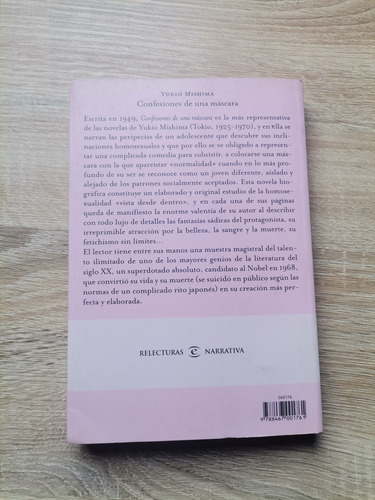 YUKIO MISHIMA
Confesiones de una máscara
Escrita en 1949, Confesiones de una máscara es la más representativa
de las novelas de Yukio Mishima (Tokio, 1925-1970), y en ella se
narran las peripecias de un adolescente que descubre sus incli-
naciones homosexuales y que por ello se ve obligado a represen-
tar una complicada comedia para subsistir, a colocarse una más-
cara con la que aparentar «normalidad» cuando en lo más pro-
fundo de su ser se reconoce como un joven diferente, aislado y
alejado de los patrones socialmente aceptados. Esta novela bio-
gráfica constituye un elaborado y original estudio de la homose-
xualidad «vista desde dentro», y en cada una de sus páginas
queda de manifiesto la enorme valentía de su autor al describir
con todo lujo de detalles las fantasías sádicas del protagonista, su
irreprimible atracción por la belleza, la sangre y la muerte, su
fetichismo sin límites...
El lector tiene entre sus manos una muestra magistral del talen-
to ilimitado de uno de los mayores genios de la literatura del
siglo XX, un superdotado absoluto, candidato al Nobel en 1968,
que convirtió su vida y su muerte (se suicidó en público según las
normas de un complicado rito japonés) en su creación más per-
fecta y elaborada.
RELECTURAS e NARRATIVA
9 788467 001761